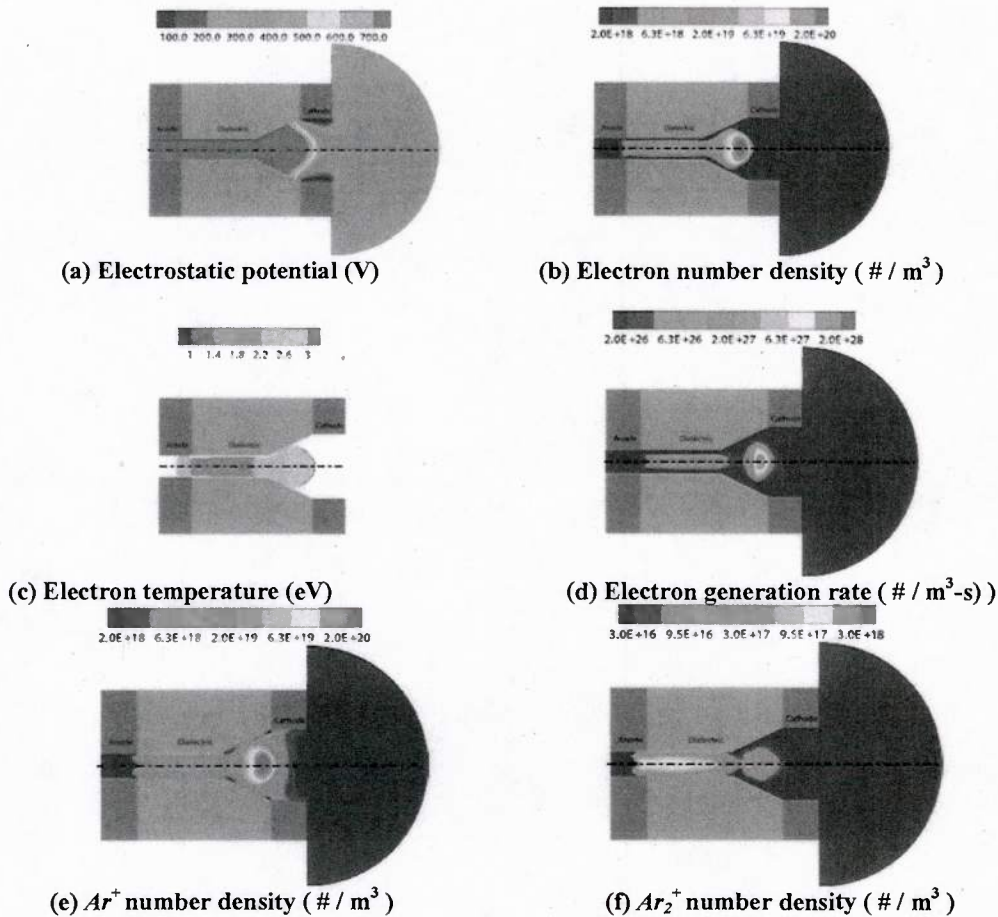 100.0 200.0 300.0 400.0 500.0 600.0 700.0
Anode Dielectric Cathode
(a) Electrostatic potential (V)
2.0E+18 6.3E+18 2.0E+19 6.3E+19 2.0E+20
Anode Dielectric Cathode
(b) Electron number density ( # / m³ )
1 1.4 1.8 2.2 2.6 3
Anode Dielectric Cathode
(c) Electron temperature (eV)
2.0E+26 6.3E+26 2.0E+27 6.3E+27 2.0E+28
Anode Dielectric Cathode
(d) Electron generation rate ( # / m³-s) )
2.0E+18 6.3E+18 2.0E+19 6.3E+19 2.0E+20
Anode Dielectric Cathode
(e) Ar⁺ number density ( # / m³ )
3.0E+16 9.5E+16 3.0E+17 9.5E+17 3.0E+18
Anode Dielectric Cathode
(f) Ar₂⁺ number density ( # / m³ )